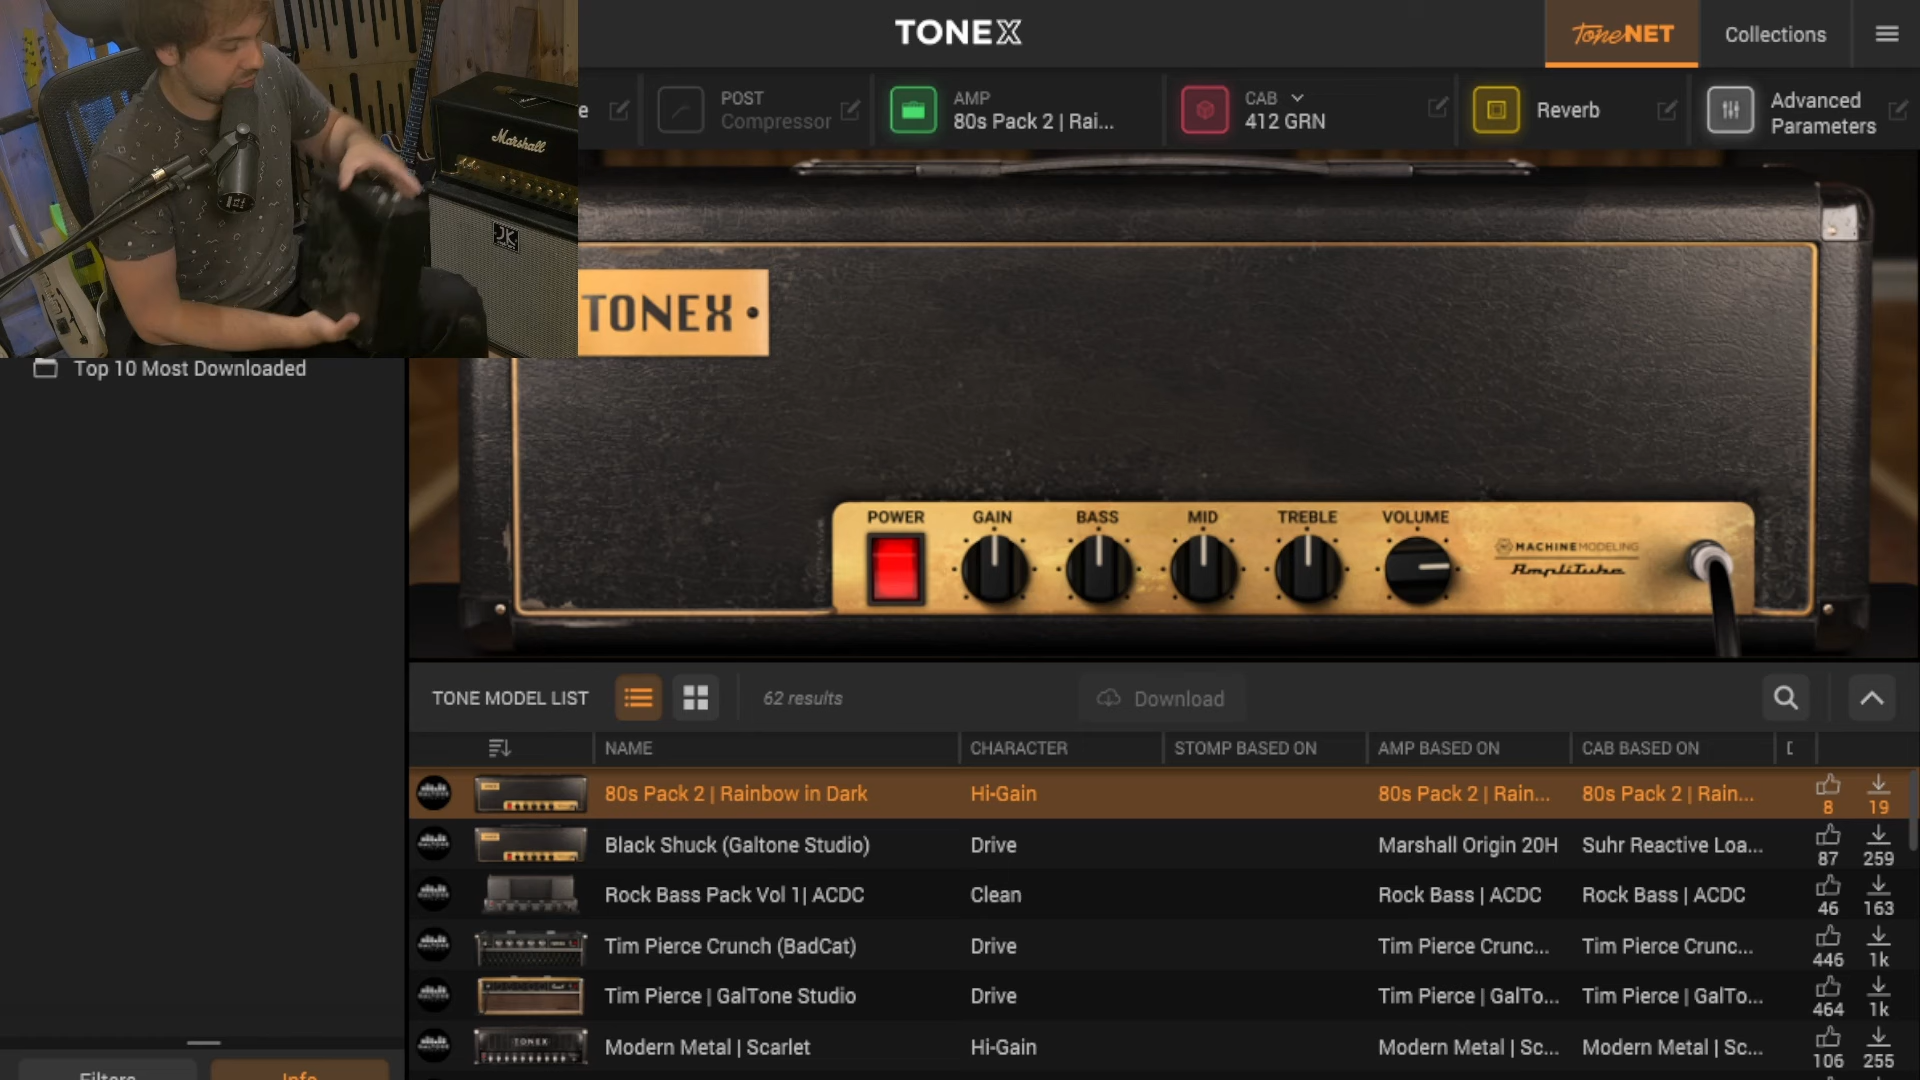 TONEX
ToneNET
Collections
e
POST
Compressor
AMP
80s Pack 2 | Rai...
CAB
412 GRN
Reverb
Advanced
Parameters
Marshall
JK
TONEX
Top 10 Most Downloaded
POWER
GAIN
BASS
MID
TREBLE
VOLUME
MACHINE MODELING
AmpliTube
TONE MODEL LIST
62 results
Download
NAME
CHARACTER
STOMP BASED ON
AMP BASED ON
CAB BASED ON
80s Pack 2 | Rainbow in Dark
Hi-Gain
80s Pack 2 | Rain...
80s Pack 2 | Rain...
8
19
Black Shuck (Galtone Studio)
Drive
Marshall Origin 20H
Suhr Reactive Loa...
87
259
Rock Bass Pack Vol 1| ACDC
Clean
Rock Bass | ACDC
Rock Bass | ACDC
46
163
Tim Pierce Crunch (BadCat)
Drive
Tim Pierce Crunc...
Tim Pierce Crunc...
446
1k
Tim Pierce | GalTone Studio
Drive
Tim Pierce | GalTo...
Tim Pierce | GalTo...
464
1k
TONEX
Modern Metal | Scarlet
Hi-Gain
Modern Metal | Sc...
Modern Metal | Sc...
106
255
Filters
Info